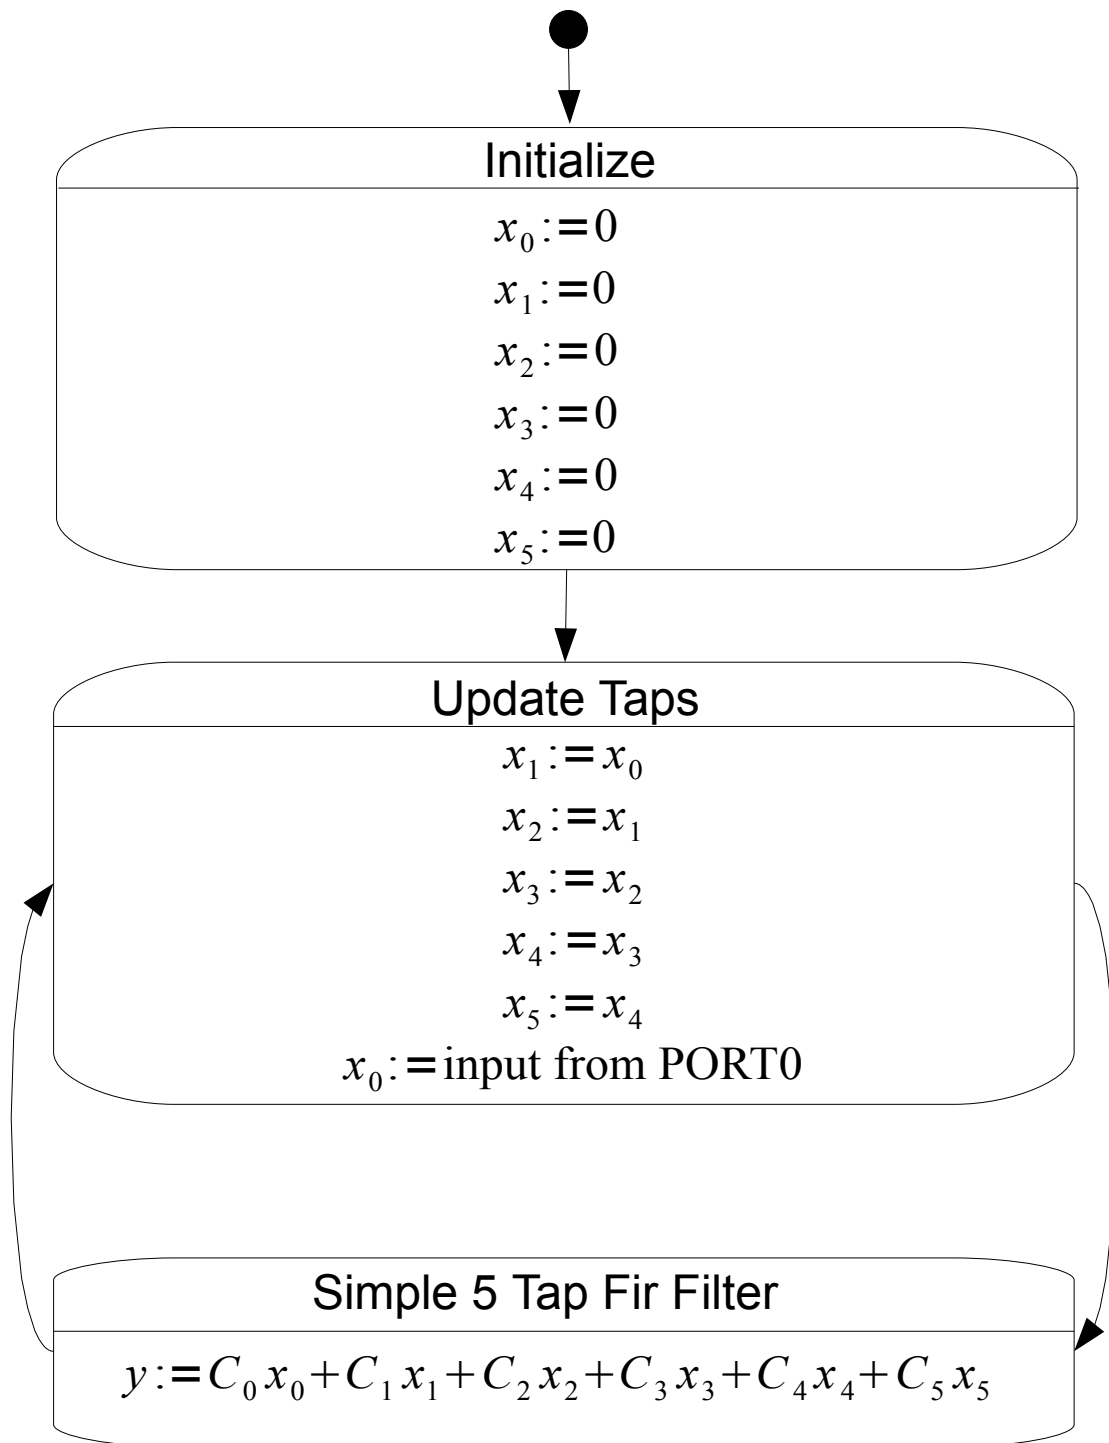 Initialize
x₀:=0
x₁:=0
x₂:=0
x₃:=0
x₄:=0
x₅:=0
Update Taps
x₁:=x₀
x₂:=x₁
x₃:=x₂
x₄:=x₃
x₅:=x₄
x₀:=input from PORT0
Simple 5 Tap Fir Filter
y:=C₀x₀+C₁x₁+C₂x₂+C₃x₃+C₄x₄+C₅x₅